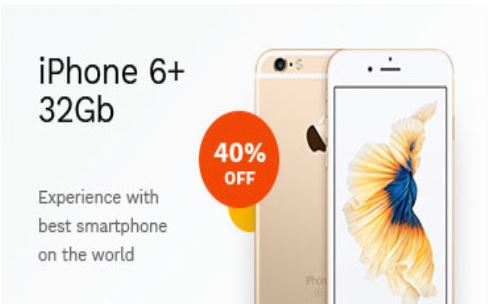 iPhone 6+
32Gb
40%
OFF
Experience with
best smartphone
on the world